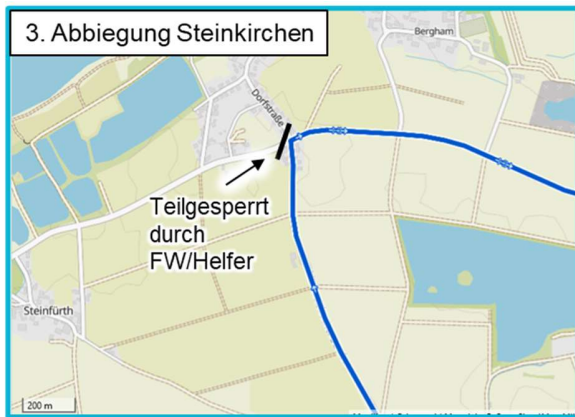 3. Abbiegung Steinkirchen
Bergham
Dorfstraße
Teilgesperrt
durch
FW/Helfer
Steinfürth
200 m